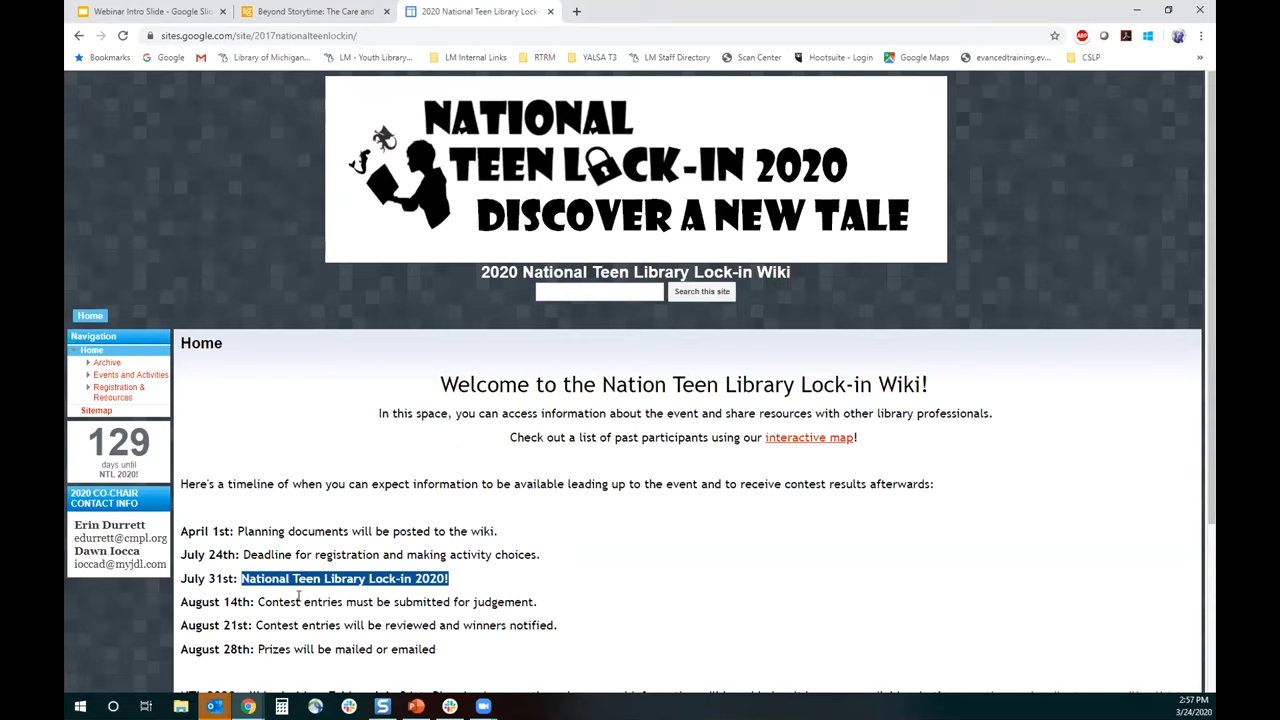 Webinar Intro Slide - Google Sli
Beyond Storytime: The Care and
2020 National Teen Library Lock-
sites.google.com/site/2017nationalteenlockin/
Bookmarks
Google
Library of Michigan...
LM - Youth Library...
LM Internal Links
RTRM
YALSA T3
LM Staff Directory
Scan Center
Hootsuite - Login
Google Maps
evancedtraining.ev...
CSLP
NATIONAL
TEEN LOCK-IN 2020
DISCOVER A NEW TALE
2020 National Teen Library Lock-in Wiki
Search this site
Home
Navigation
Home
Archive
Events and Activities
Registration &
Resources
Sitemap
129
days until
NTL 2020!
2020 CO-CHAIR
CONTACT INFO
Erin Durrett
edurrett@cmpl.org
Dawn Iocca
ioccad@myjdl.com
Home
Welcome to the Nation Teen Library Lock-in Wiki!
In this space, you can access information about the event and share resources with other library professionals.
Check out a list of past participants using our interactive map!
Here's a timeline of when you can expect information to be available leading up to the event and to receive contest results afterwards:
April 1st: Planning documents will be posted to the wiki.
July 24th: Deadline for registration and making activity choices.
July 31st: National Teen Library Lock-in 2020!
August 14th: Contest entries must be submitted for judgement.
August 21st: Contest entries will be reviewed and winners notified.
August 28th: Prizes will be mailed or emailed
2:57 PM
3/24/2020